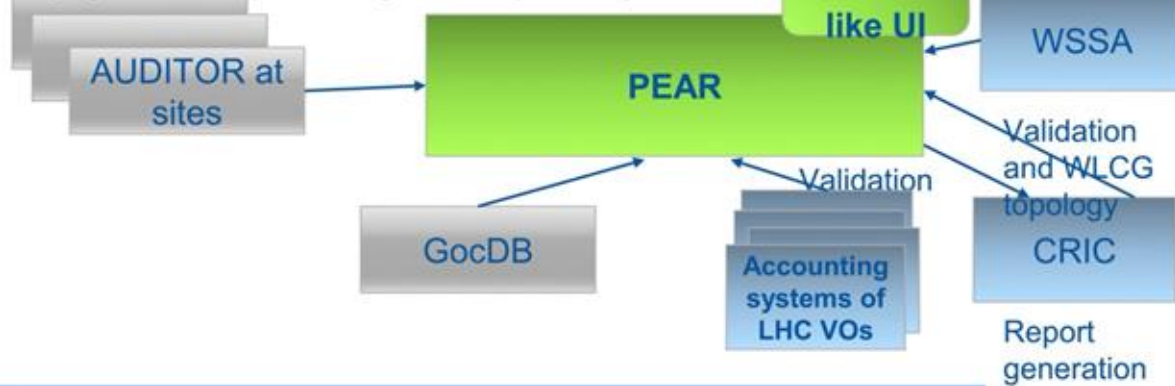 like UI
WSSA
AUDITOR at
sites
PEAR
Validation
and WLCG
topology
Validation
GocDB
CRIC
Accounting
systems of
LHC VOs
Report
generation